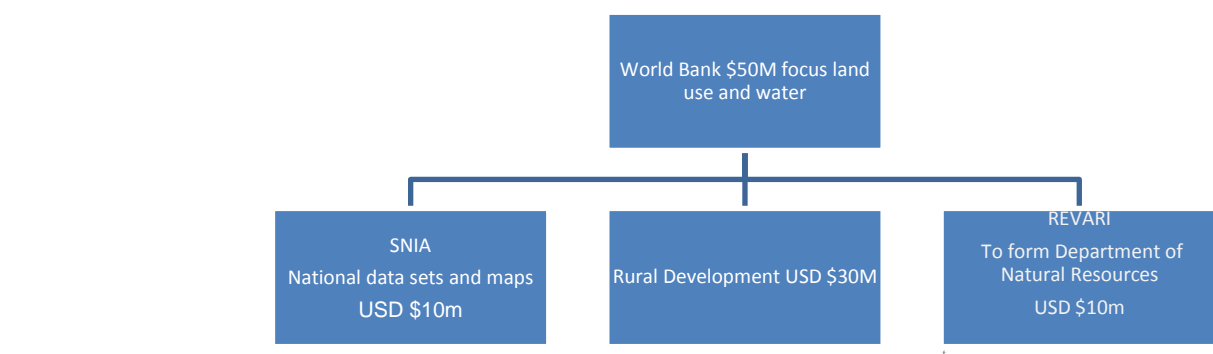 World Bank $50M focus land
use and water
SNIA
National data sets and maps
USD $10m
Rural Development USD $30M
REVARI
To form Department of
Natural Resources
USD $10m